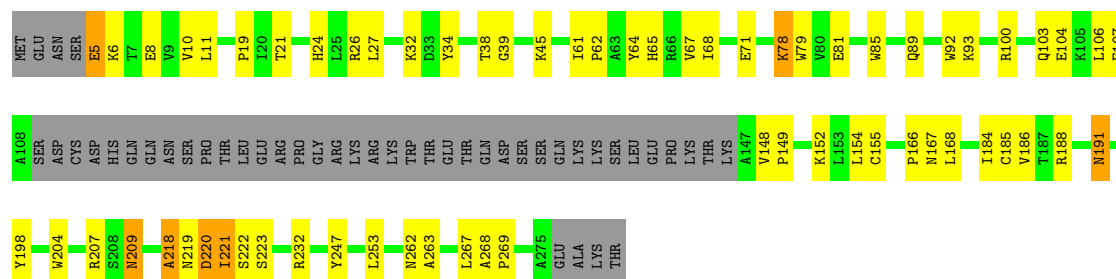 MET GLU ASN SER E5 K6 T7 E8 V9 V10 L11 P19 I20 T21 H24 L25 R26 L27 K32 D33 Y34 T38 G39 K45 I61 P62 A63 Y64 H65 R66 V67 I68 E71 K78 W79 V80 E81 W85 Q89 W92 K93 R100 Q103 E104 K105 L106
A108 SER ASP CYS ASP HIS GLN GLN ASN SER PRO THR LEU GLU ARG PRO GLY ARG LYS ARG LYS TRP THR GLU THR GLN ASP SER SER GLN LYS LYS SER LEU GLU PRO LYS THR LYS A147 V148 P149 K152 L153 L154 C155 P166 N167 L168 I184 C185 V186 T187 R188 N191
Y198 W204 R207 S208 N209 A218 N219 D220 I221 S222 S223 R232 Y247 L253 N262 A263 L267 A268 P269 A275 GLU ALA LYS THR